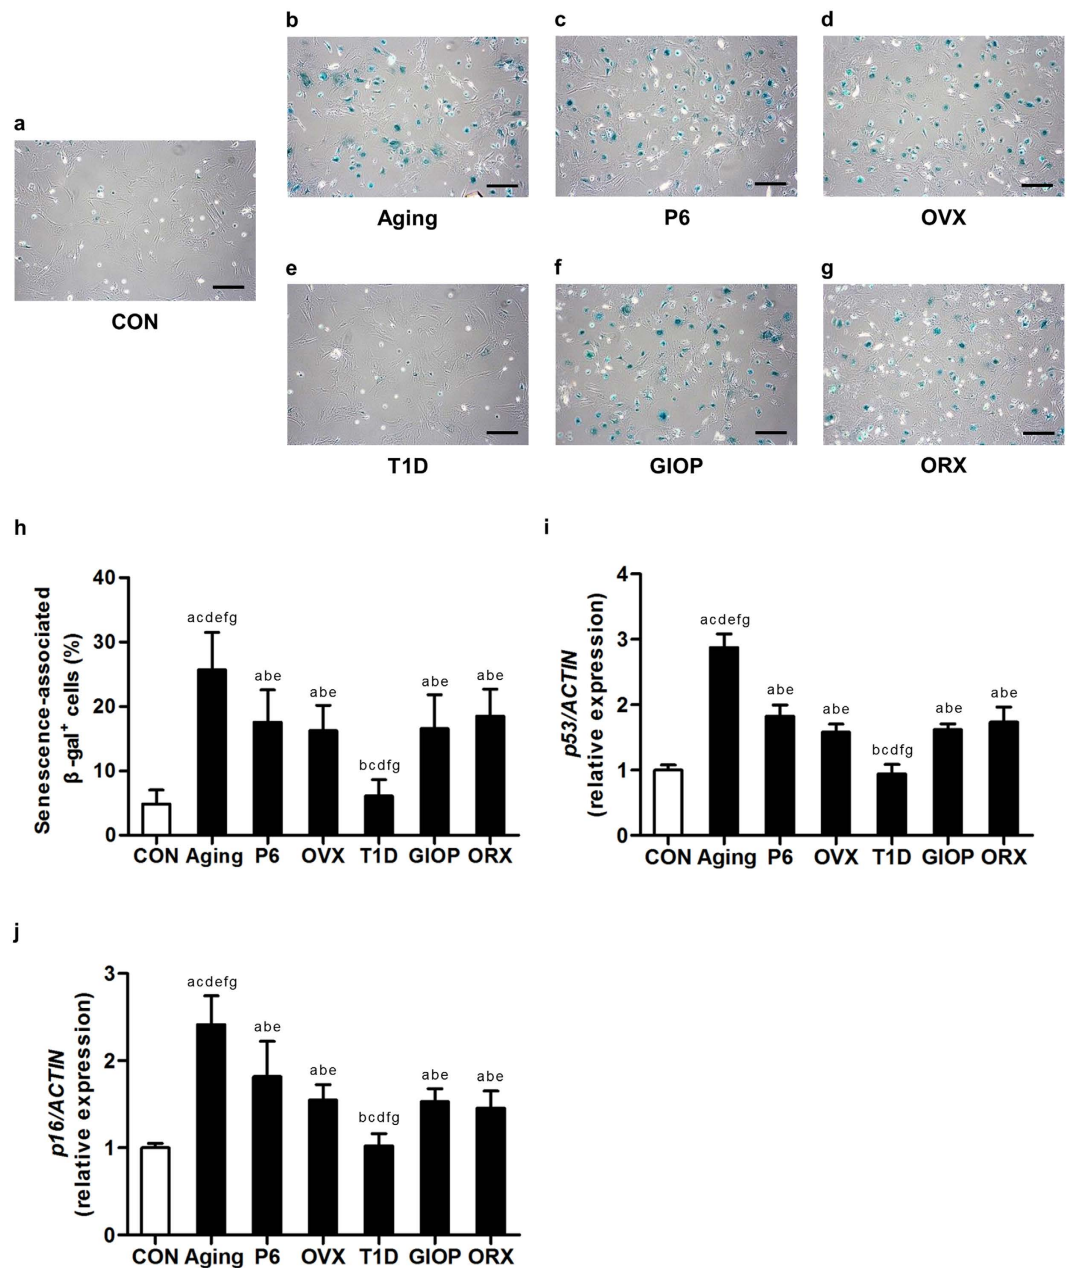 a
CON
b
Aging
c
P6
d
OVX
e
T1D
f
GIOP
g
ORX
h
Senescence-associated
β-gal⁺ cells (%)
40
30
20
10
0
acdefg
abe
abe
bcdfg
abe
abe
CON Aging P6 OVX T1D GIOP ORX
i
p53/ACTIN
(relative expression)
4
3
2
1
0
acdefg
abe
abe
bcdfg
abe
abe
CON Aging P6 OVX T1D GIOP ORX
j
p16/ACTIN
(relative expression)
3
2
1
0
acdefg
abe
abe
bcdfg
abe
abe
CON Aging P6 OVX T1D GIOP ORX